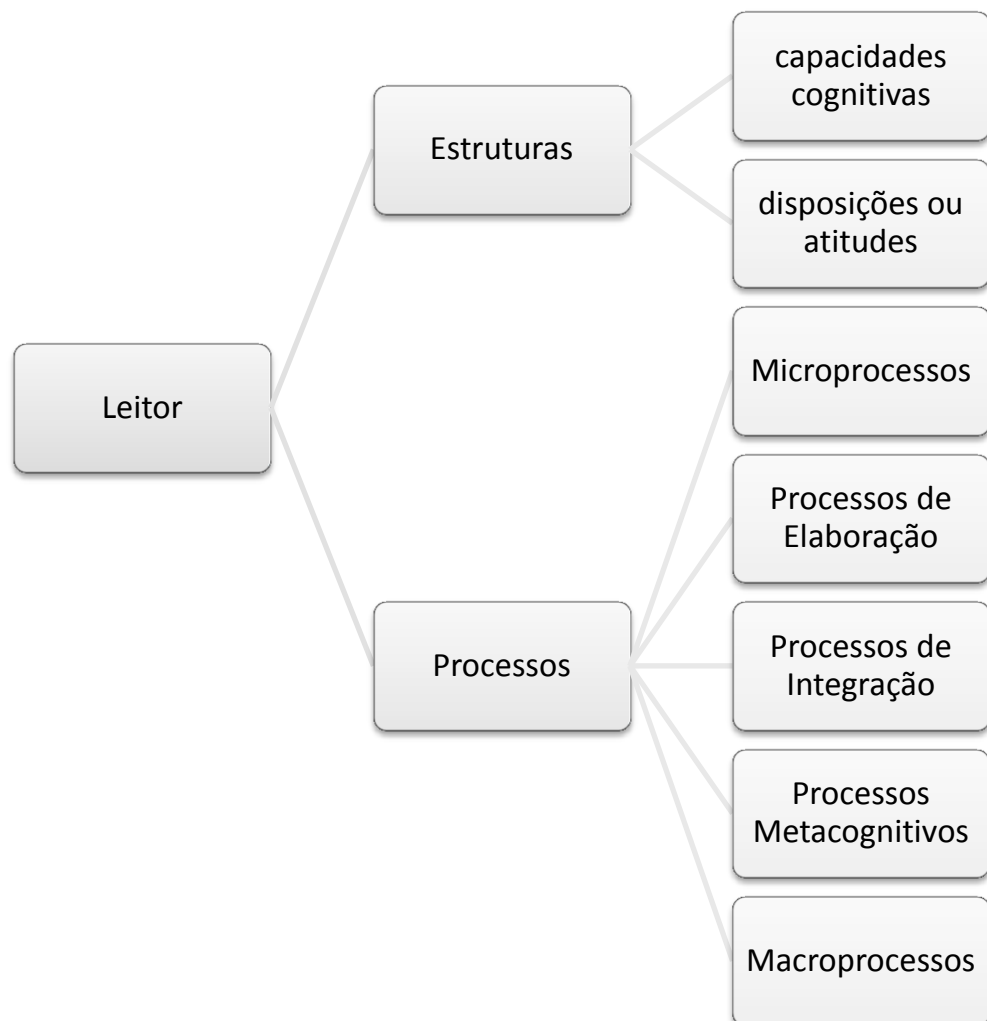 capacidades
cognitivas
Estruturas
disposições ou
atitudes
Leitor
Microprocessos
Processos de
Elaboração
Processos
Processos de
Integração
Processos
Metacognitivos
Macroprocessos